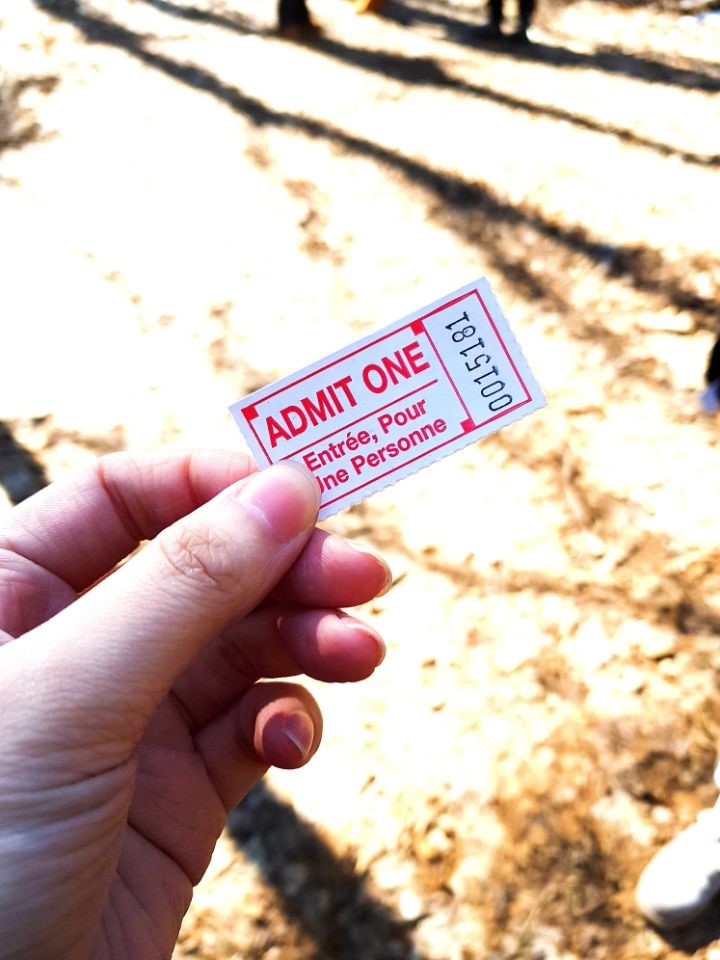 ADMIT ONE
Entrée, Pour
Une Personne
0015181